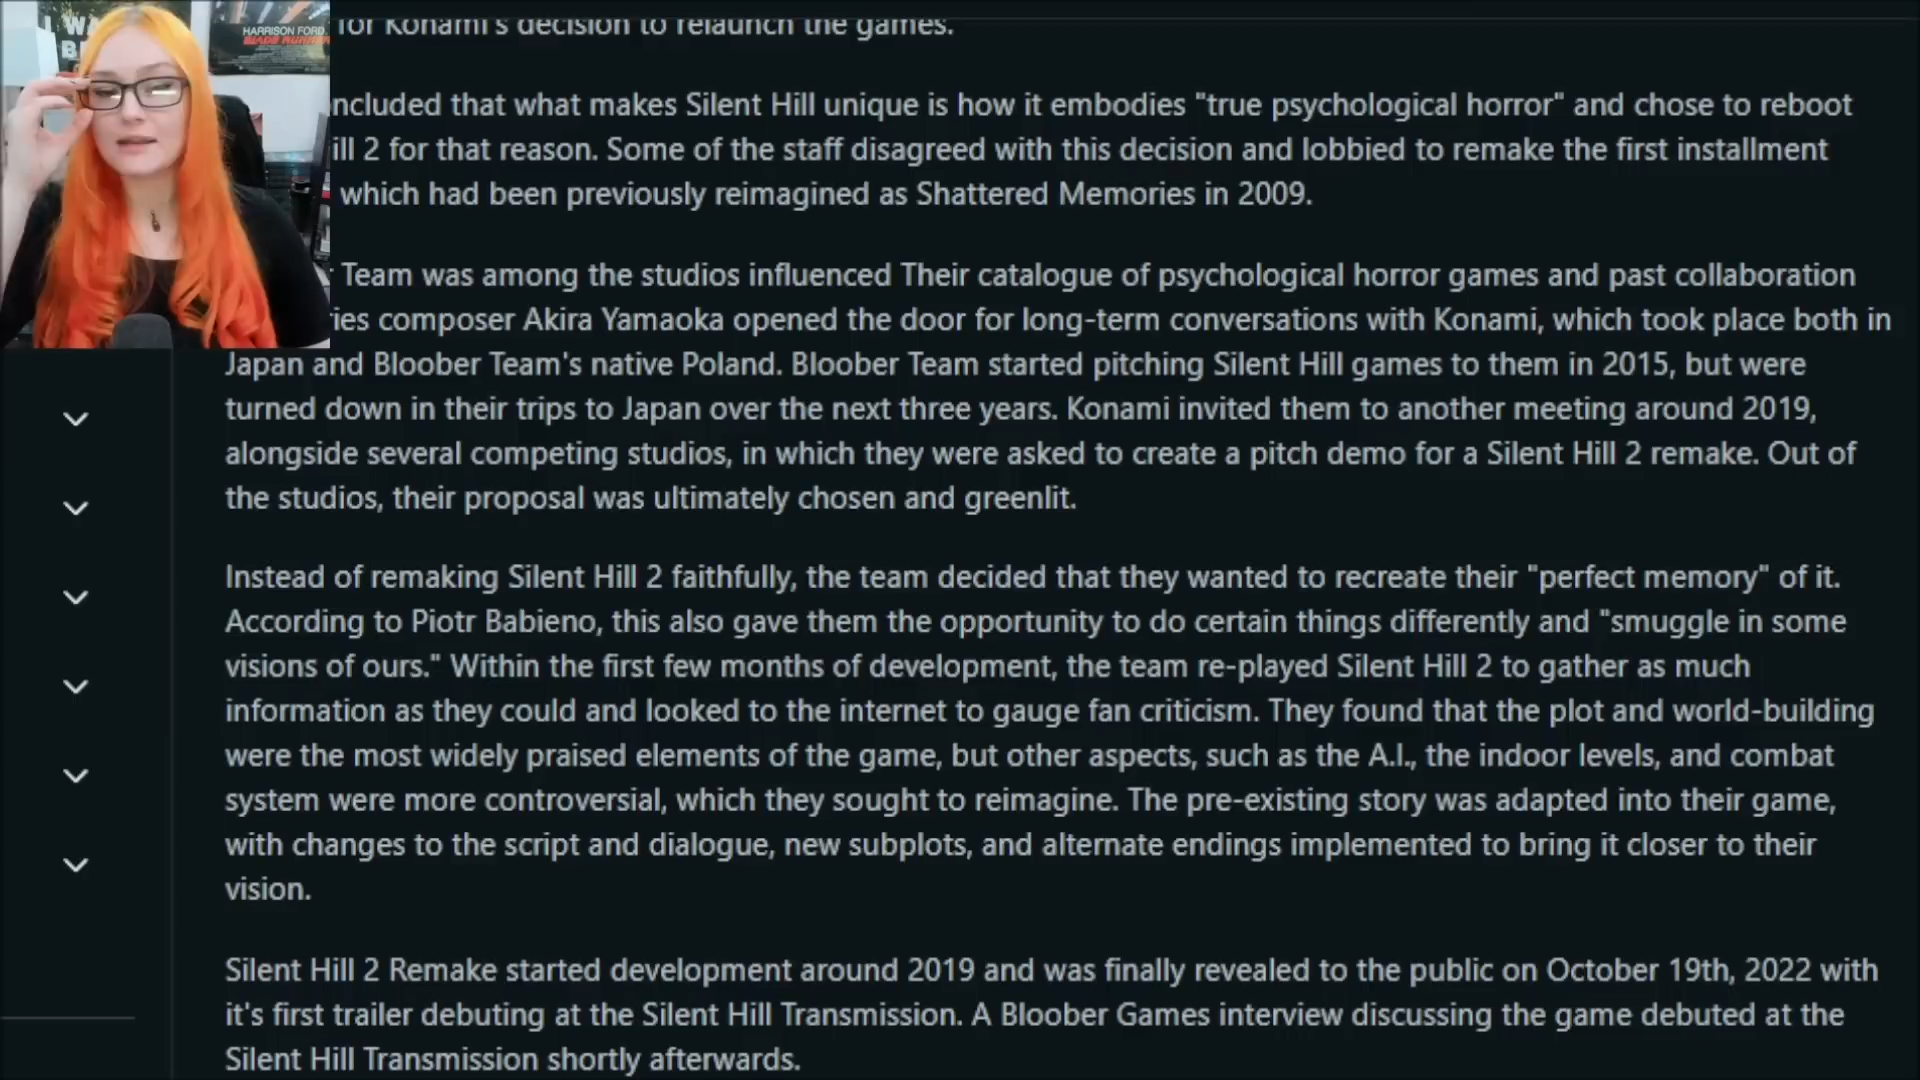 HARRISON FORD
BLADE RUNNER
for Konami's decision to relaunch the games.
ncluded that what makes Silent Hill unique is how it embodies "true psychological horror" and chose to reboot
ill 2 for that reason. Some of the staff disagreed with this decision and lobbied to remake the first installment
which had been previously reimagined as Shattered Memories in 2009.
Team was among the studios influenced Their catalogue of psychological horror games and past collaboration
ries composer Akira Yamaoka opened the door for long-term conversations with Konami, which took place both in
Japan and Bloober Team's native Poland. Bloober Team started pitching Silent Hill games to them in 2015, but were
turned down in their trips to Japan over the next three years. Konami invited them to another meeting around 2019,
alongside several competing studios, in which they were asked to create a pitch demo for a Silent Hill 2 remake. Out of
the studios, their proposal was ultimately chosen and greenlit.
Instead of remaking Silent Hill 2 faithfully, the team decided that they wanted to recreate their "perfect memory" of it.
According to Piotr Babieno, this also gave them the opportunity to do certain things differently and "smuggle in some
visions of ours." Within the first few months of development, the team re-played Silent Hill 2 to gather as much
information as they could and looked to the internet to gauge fan criticism. They found that the plot and world-building
were the most widely praised elements of the game, but other aspects, such as the A.I., the indoor levels, and combat
system were more controversial, which they sought to reimagine. The pre-existing story was adapted into their game,
with changes to the script and dialogue, new subplots, and alternate endings implemented to bring it closer to their
vision.
Silent Hill 2 Remake started development around 2019 and was finally revealed to the public on October 19th, 2022 with
it's first trailer debuting at the Silent Hill Transmission. A Bloober Games interview discussing the game debuted at the
Silent Hill Transmission shortly afterwards.